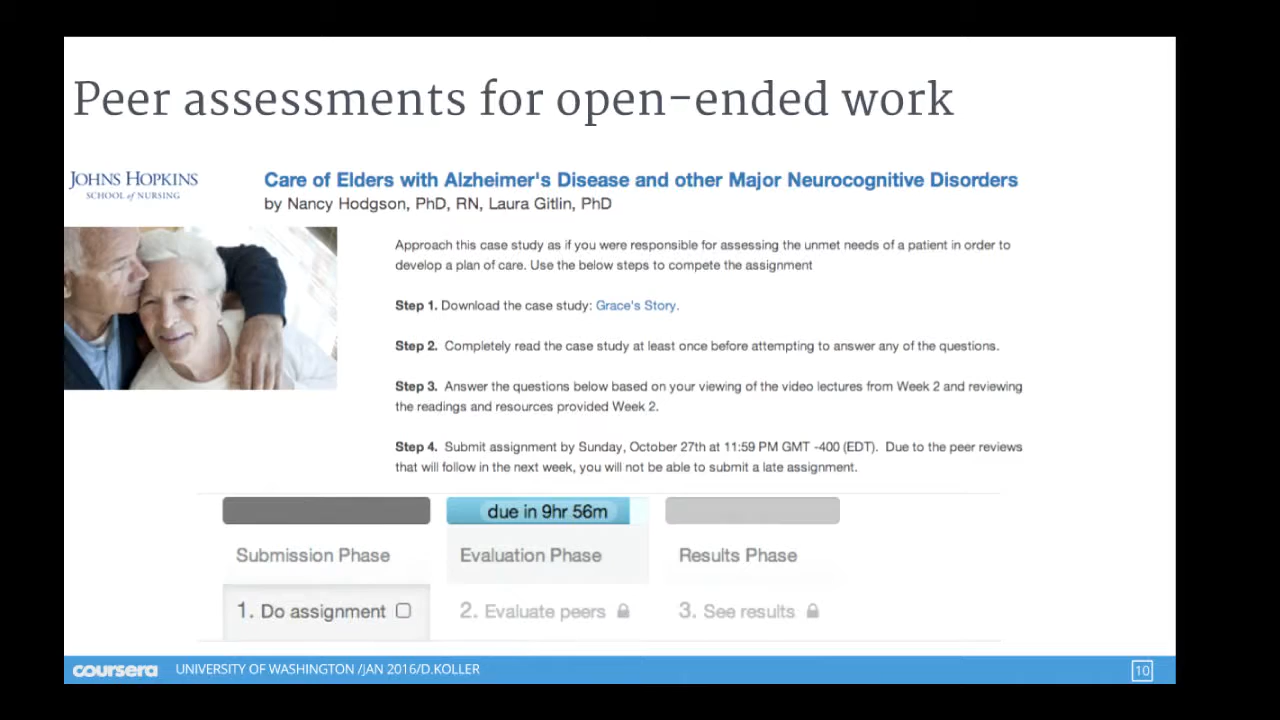 Peer assessments for open-ended work
JOHNS HOPKINS
SCHOOL of NURSING
Care of Elders with Alzheimer's Disease and other Major Neurocognitive Disorders
by Nancy Hodgson, PhD, RN, Laura Gitlin, PhD
Approach this case study as if you were responsible for assessing the unmet needs of a patient in order to
develop a plan of care. Use the below steps to compete the assignment
Step 1. Download the case study: Grace's Story.
Step 2. Completely read the case study at least once before attempting to answer any of the questions.
Step 3. Answer the questions below based on your viewing of the video lectures from Week 2 and reviewing
the readings and resources provided Week 2.
Step 4. Submit assignment by Sunday, October 27th at 11:59 PM GMT -400 (EDT). Due to the peer reviews
that will follow in the next week, you will not be able to submit a late assignment.
due in 9hr 56m
Submission Phase
Evaluation Phase
Results Phase
1. Do assignment
2. Evaluate peers
3. See results
coursera
UNIVERSITY OF WASHINGTON /JAN 2016/D.KOLLER
10